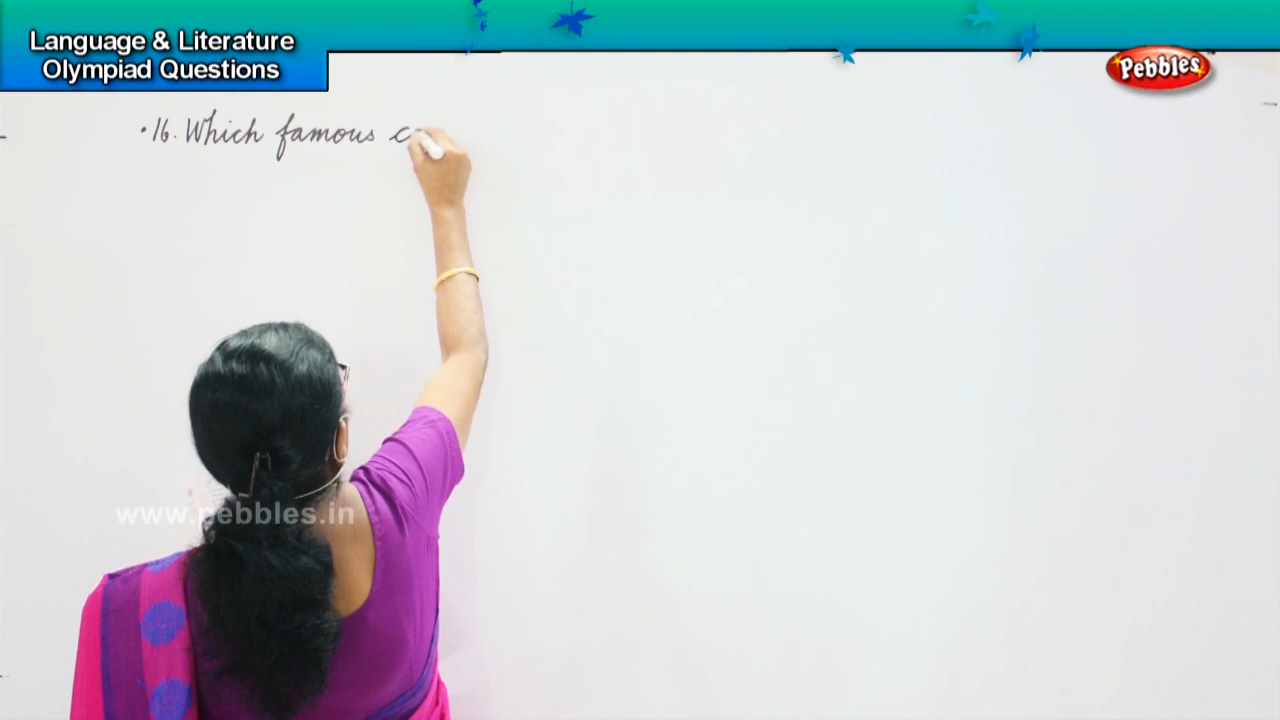 Language & Literature
Olympiad Questions
Pebbles
•16. Which famous c
www.pebbles.in